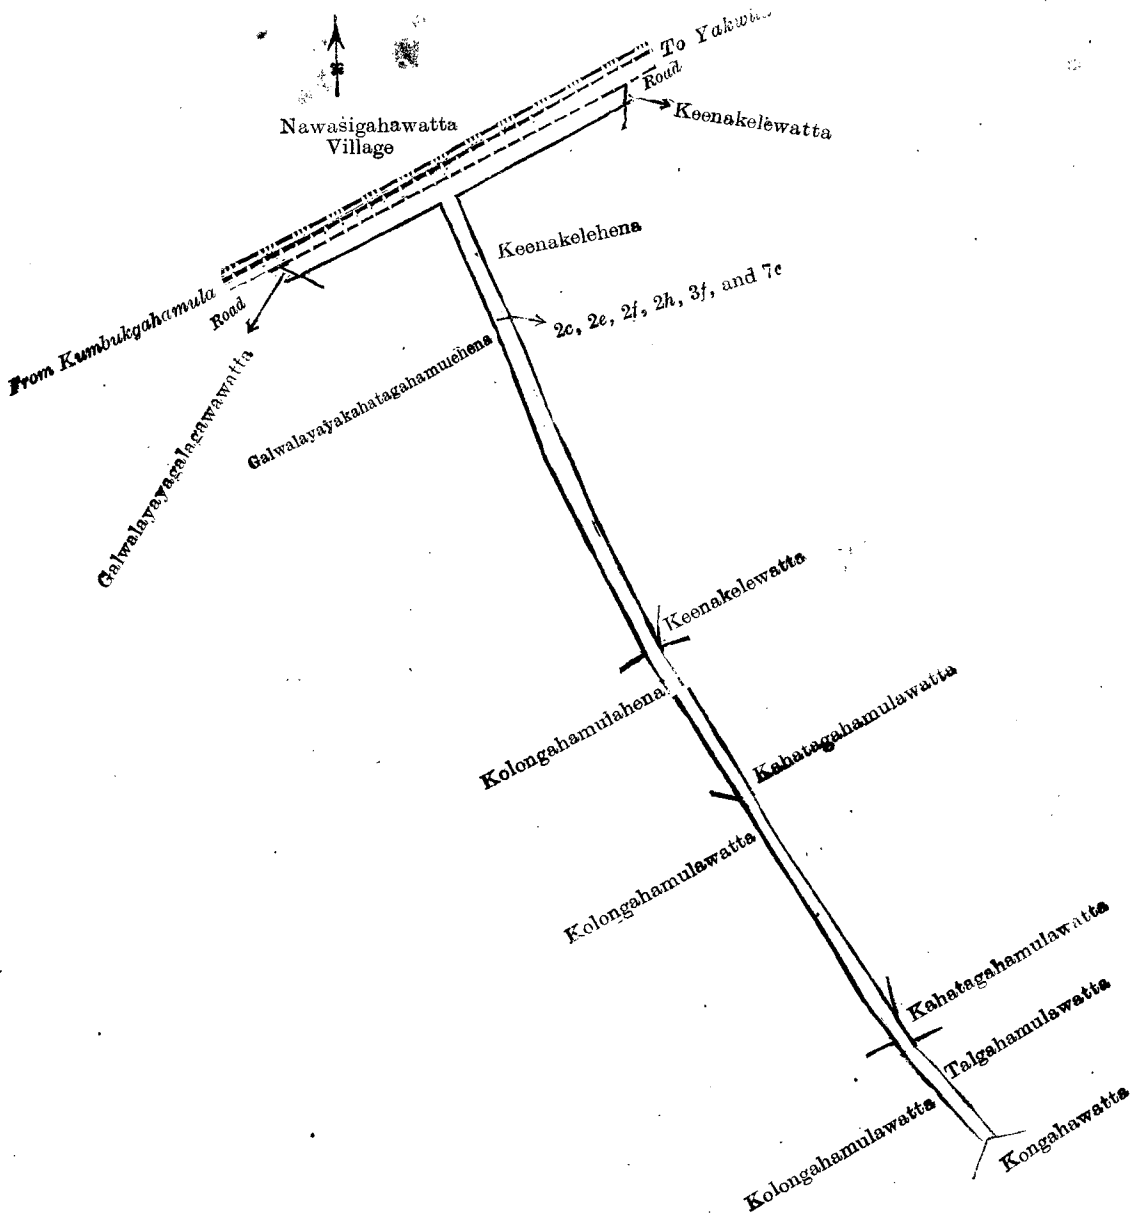 To
Road
Keenakelewatta
Nawasigahawatta
Village
Keenakelehena
2c, 2e, 2f, 2h, 3f, and 7c
From Kumbukgahamula
Road
Galwalayayakahatagahamulehena
Galwalayayagalagawawatta
Keenakelewatta
Kolongahamulahena
Kahatagahamulawatta
Kolongahamulawatta
Kahatagahamulawatta
Talgahamulawatta
Kolongahamulawatta
Kongahawatta